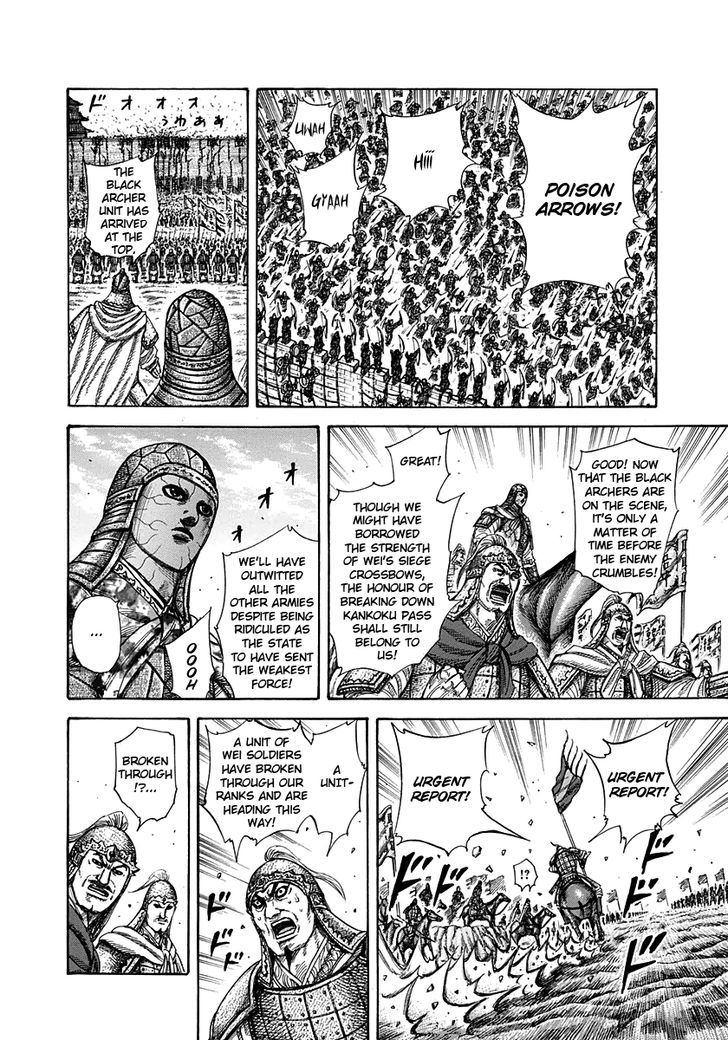 POISON
ARROWS!
HIII
UWAH
GYAAH
ドオオオ
うわああ
THE
BLACK
ARCHER
UNIT HAS
ARRIVED
AT THE
TOP.
GOOD! NOW
THAT THE BLACK
ARCHERS ARE
ON THE SCENE,
IT'S ONLY A
MATTER OF
TIME BEFORE
THE ENEMY
CRUMBLES!
GREAT!
THOUGH WE
MIGHT HAVE
BORROWED
THE STRENGTH
OF WEI'S SIEGE
CROSSBOWS,
THE HONOUR OF
BREAKING DOWN
KANKOKU PASS
SHALL STILL
BELONG TO
US!
オオ
WE'LL HAVE
OUTWITTED
ALL THE
OTHER ARMIES
DESPITE BEING
RIDICULED AS
THE STATE
TO HAVE SENT
THE WEAKEST
FORCE!
OOOH
...
URGENT
REPORT!
URGENT
REPORT!
!?
ドドド
ドド
A
UNIT-
A UNIT OF
WEI SOLDIERS
HAVE BROKEN
THROUGH OUR
RANKS AND ARE
HEADING THIS
WAY!
BROKEN
THROUGH
!?...